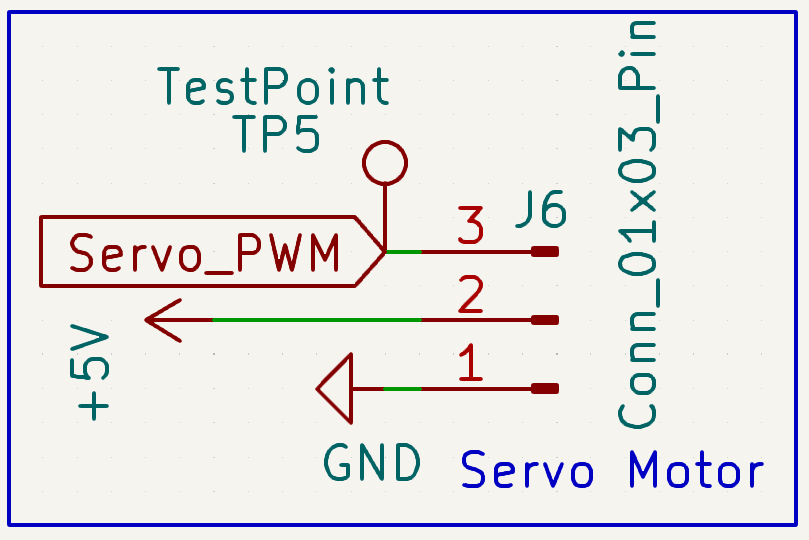 TestPoint
TP5
J6
Conn_01x03_Pin
3
Servo_PWM
2
+5V
1
GND
Servo Motor